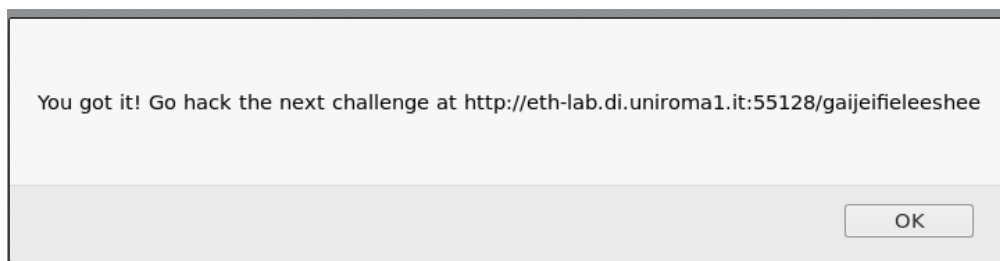 You got it! Go hack the next challenge at http://eth-lab.di.uniroma1.it:55128/gaijeifieleeshee
OK